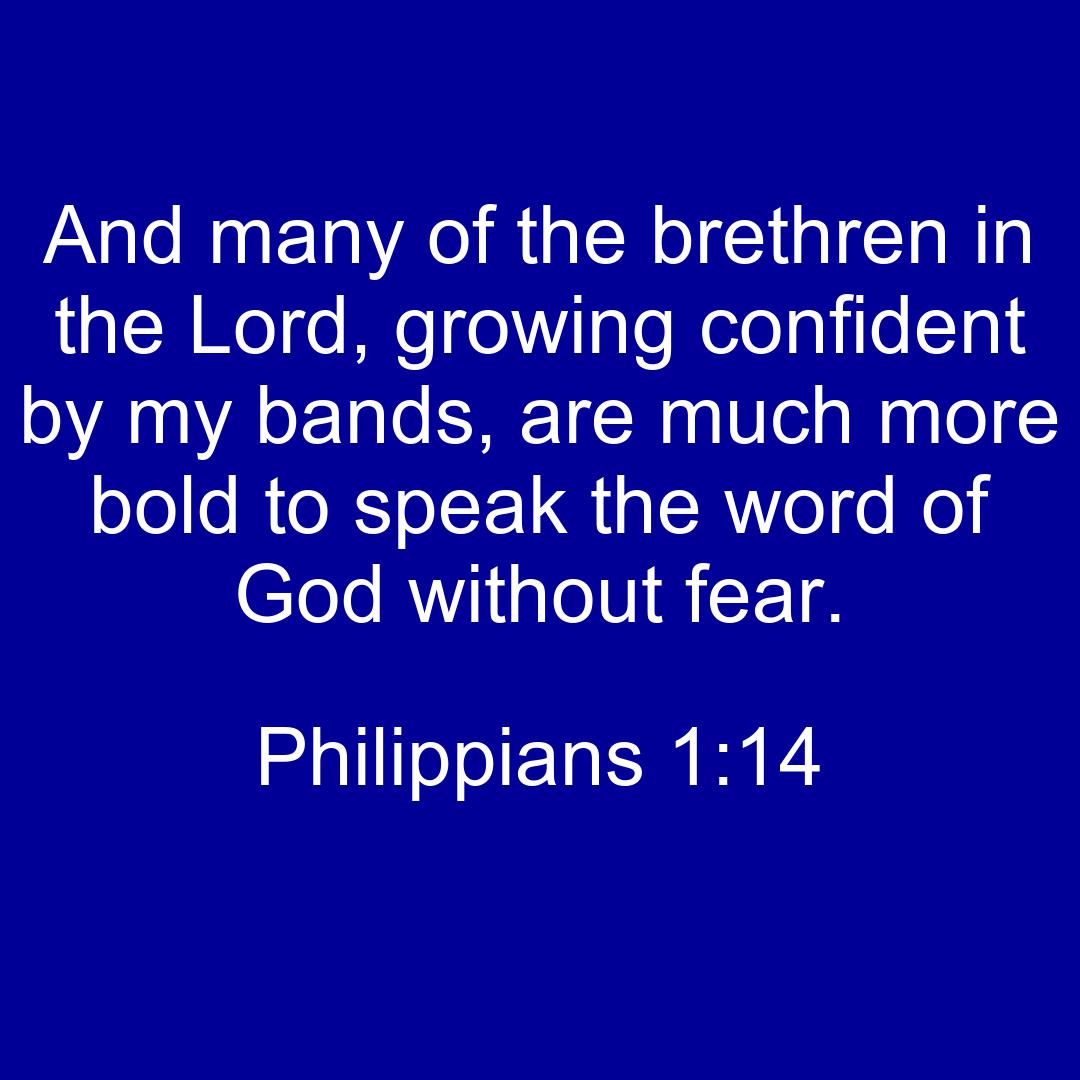 And many of the brethren in
the Lord, growing confident
by my bands, are much more
bold to speak the word of
God without fear.
Philippians 1:14